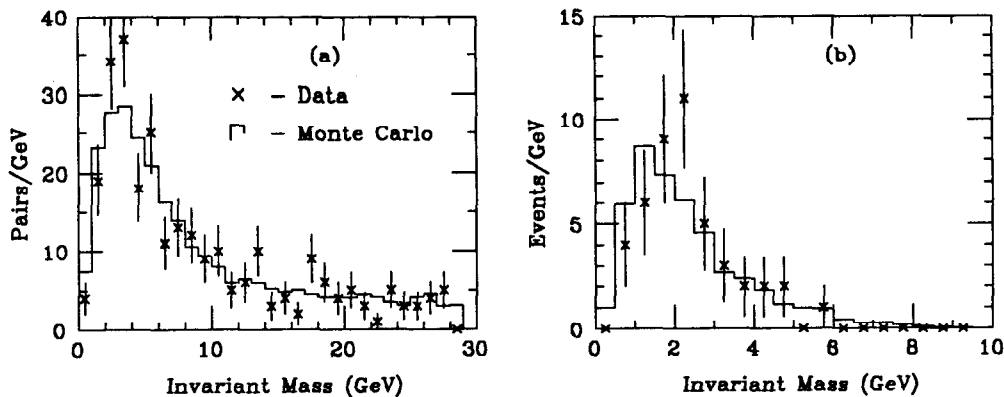 40
30
20
10
0
Pairs/GeV
(a)
× – Data
– Monte Carlo
0 10 20 30
Invariant Mass (GeV)
15
10
5
0
Events/GeV
(b)
0 2 4 6 8 10
Invariant Mass (GeV)